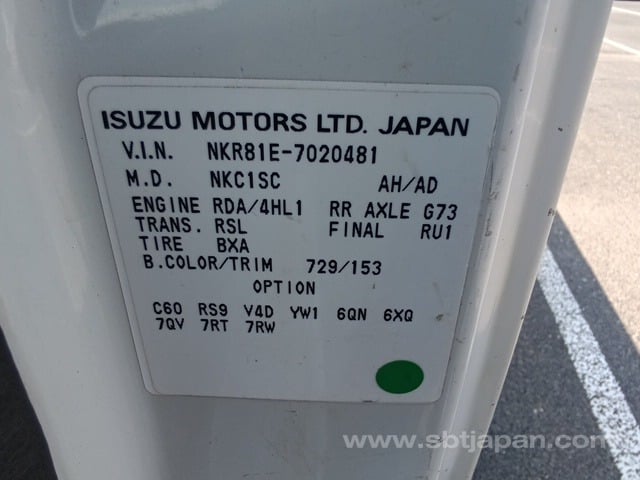 ISUZU MOTORS LTD. JAPAN
V.I.N. NKR81E-7020481
M.D. NKC1SC AH/AD
ENGINE RDA/4HL1 RR AXLE G73
TRANS. RSL FINAL RU1
TIRE BXA
B.COLOR/TRIM 729/153
OPTION
C60 RS9 V4D YW1 6QN 6XQ
7QV 7RT 7RW
www.sbtjapan.com